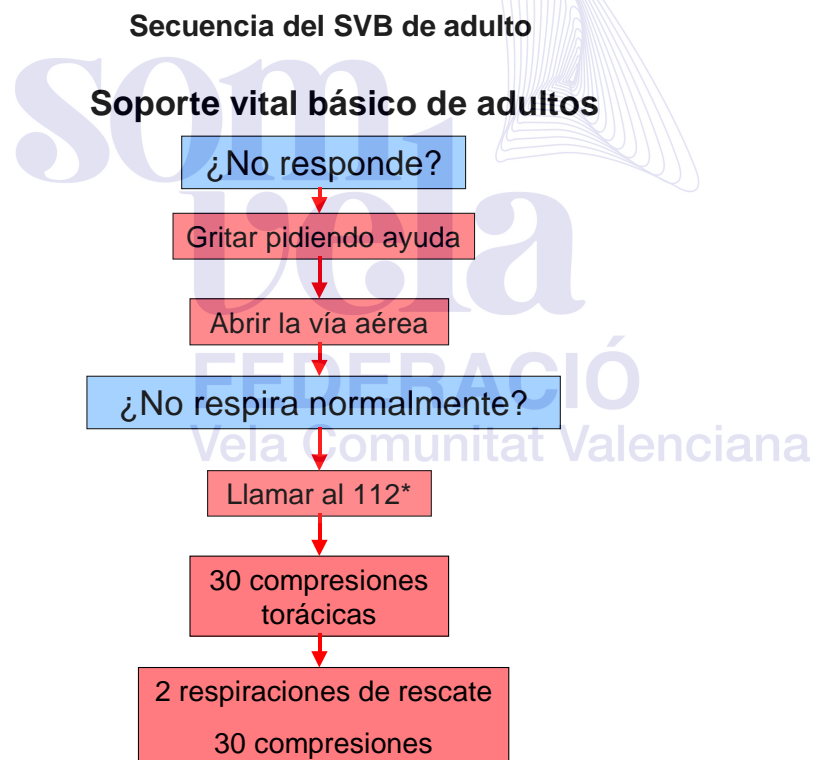 Secuencia del SVB de adulto
Soporte vital básico de adultos
¿No responde?
Gritar pidiendo ayuda
Abrir la vía aérea
¿No respira normalmente?
Llamar al 112*
30 compresiones
torácicas
2 respiraciones de rescate
30 compresiones
som
vela
FEDERACIÓ
Vela Comunitat Valenciana